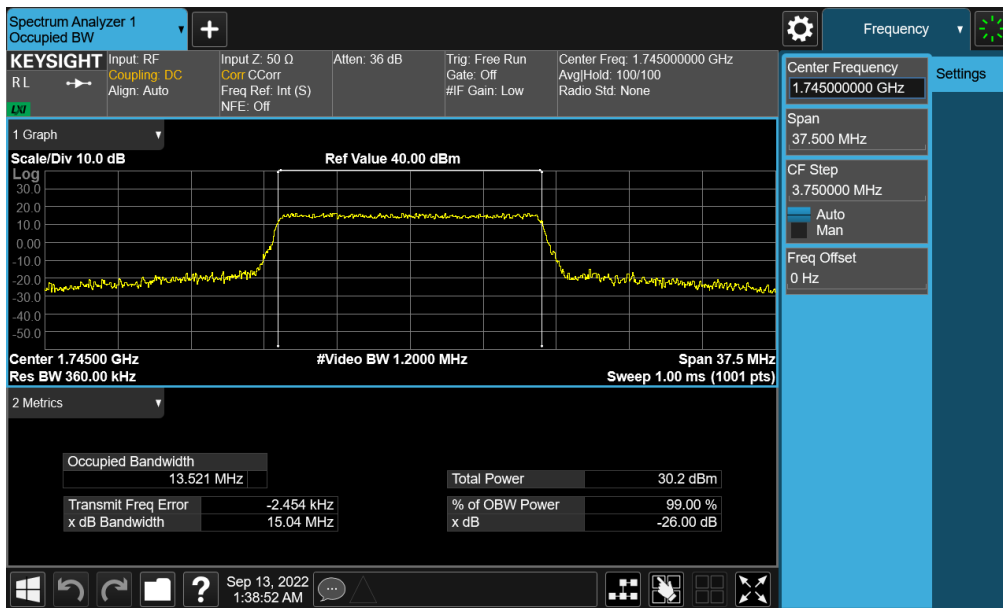 Spectrum Analyzer 1
Occupied BW
+
Frequency
KEYSIGHT
R L
LXI
Input: RF
Coupling: DC
Align: Auto
Input Z: 50 Ω
Corr CCorr
Freq Ref: Int (S)
NFE: Off
Atten: 36 dB
Trig: Free Run
Gate: Off
#IF Gain: Low
Center Freq: 1.745000000 GHz
Avg|Hold: 100/100
Radio Std: None
Center Frequency
1.745000000 GHz
Settings
Span
37.500 MHz
CF Step
3.750000 MHz
Auto
Man
Freq Offset
0 Hz
1 Graph
Scale/Div 10.0 dB
Ref Value 40.00 dBm
Log
30.0
20.0
10.0
0.00
-10.0
-20.0
-30.0
-40.0
-50.0
Center 1.74500 GHz
#Video BW 1.2000 MHz
Span 37.5 MHz
Res BW 360.00 kHz
Sweep 1.00 ms (1001 pts)
2 Metrics
Occupied Bandwidth
13.521 MHz
Total Power 30.2 dBm
Transmit Freq Error -2.454 kHz
% of OBW Power 99.00 %
x dB Bandwidth 15.04 MHz
x dB -26.00 dB
?
Sep 13, 2022
1:38:52 AM